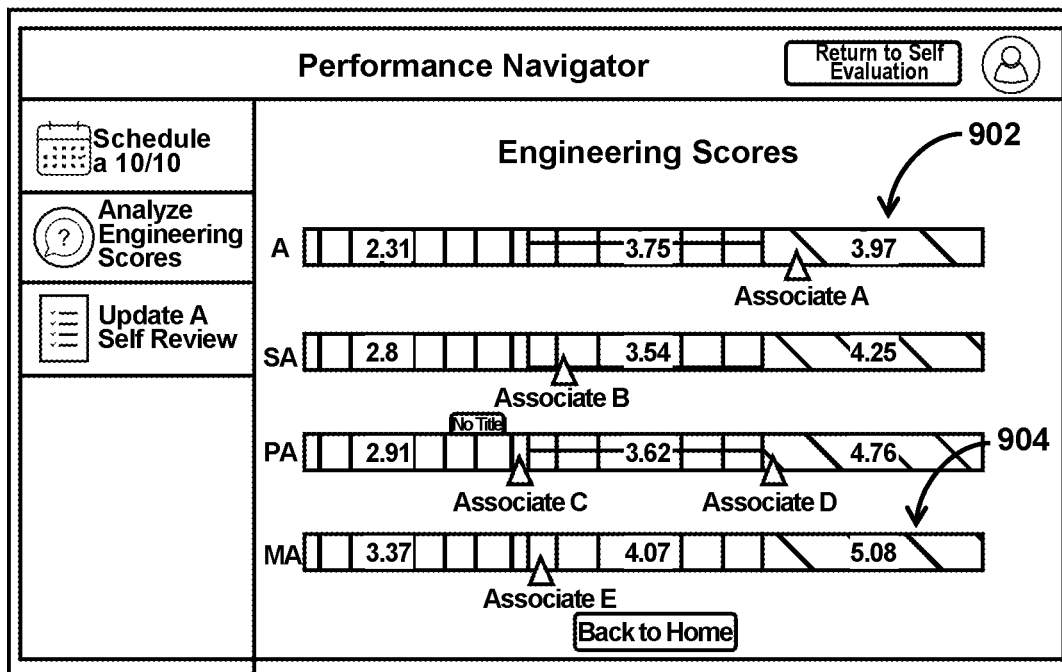 Performance Navigator
Return to Self
Evaluation
Schedule
a 10/10
Analyze
Engineering
Scores
?
Update A
Self Review
Engineering Scores
902
A 2.31 3.75 3.97
Associate A
SA 2.8 3.54 4.25
Associate B
No Title
PA 2.91 3.62 4.76
904
Associate C Associate D
MA 3.37 4.07 5.08
Associate E
Back to Home